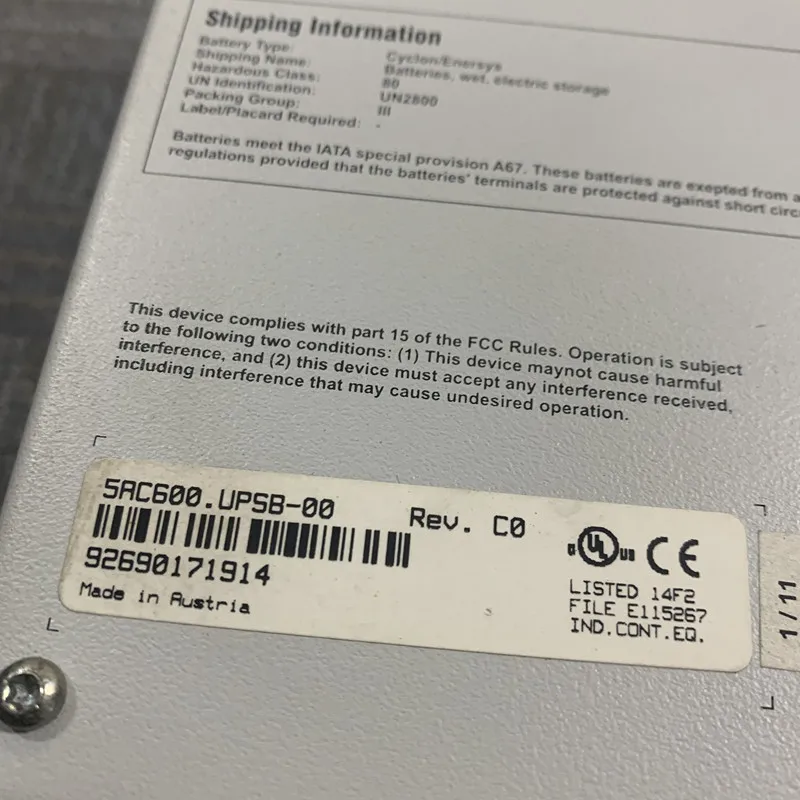 Shipping Information
Battery Type: Cyclon/Enersys
Shipping Name: Batteries, wet, electric storage
Hazardous Class: 80
UN Identification: UN2800
Packing Group: III
Label/Placard Required: -
Batteries meet the IATA special provision A67. These batteries are exepted from a
regulations provided that the batteries' terminals are protected against short circ
This device complies with part 15 of the FCC Rules. Operation is subject
to the following two conditions: (1) This device maynot cause harmful
interference, and (2) this device must accept any interference received,
including interference that may cause undesired operation.
5AC600.UPSB-00 Rev. C0
92690171914
Made in Austria
c UL us CE
LISTED 14F2
FILE E115267
IND.CONT.EQ.
1/11